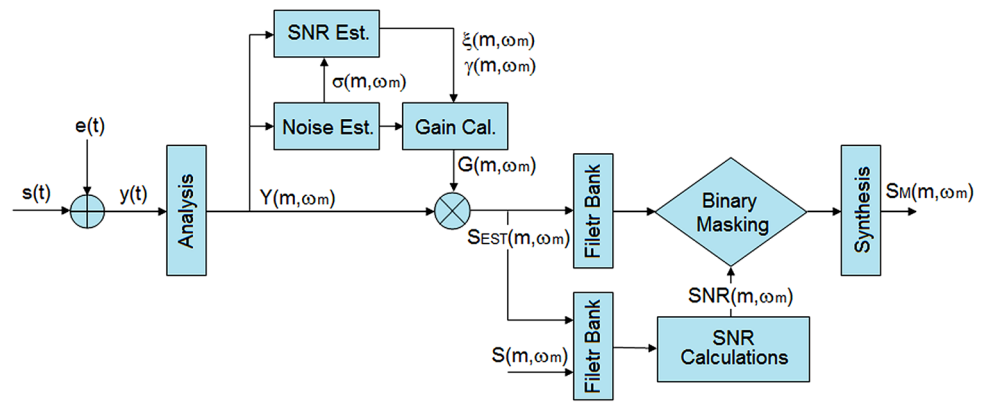 SNR Est.
ξ(m,ωm)
γ(m,ωm)
σ(m,ωm)
Noise Est.
Gain Cal.
e(t)
G(m,ωm)
s(t)
y(t)
Analysis
Y(m,ωm)
SEST(m,ωm)
Filetr Bank
Binary
Masking
Synthesis
SM(m,ωm)
SNR(m,ωm)
S(m,ωm)
Filetr Bank
SNR
Calculations